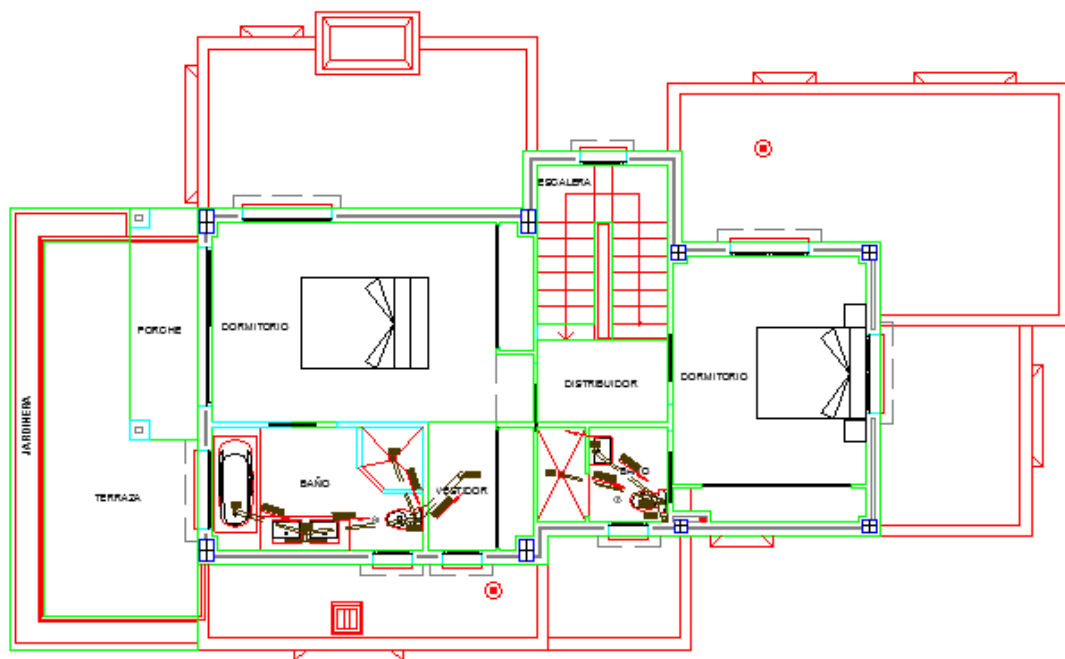 ESCALERA
PORCHE
DORMITORIO
DISTRIBUIDOR
DORMITORIO
JARDINERA
TERRAZA
BAÑO
VESTIDOR
BAÑO